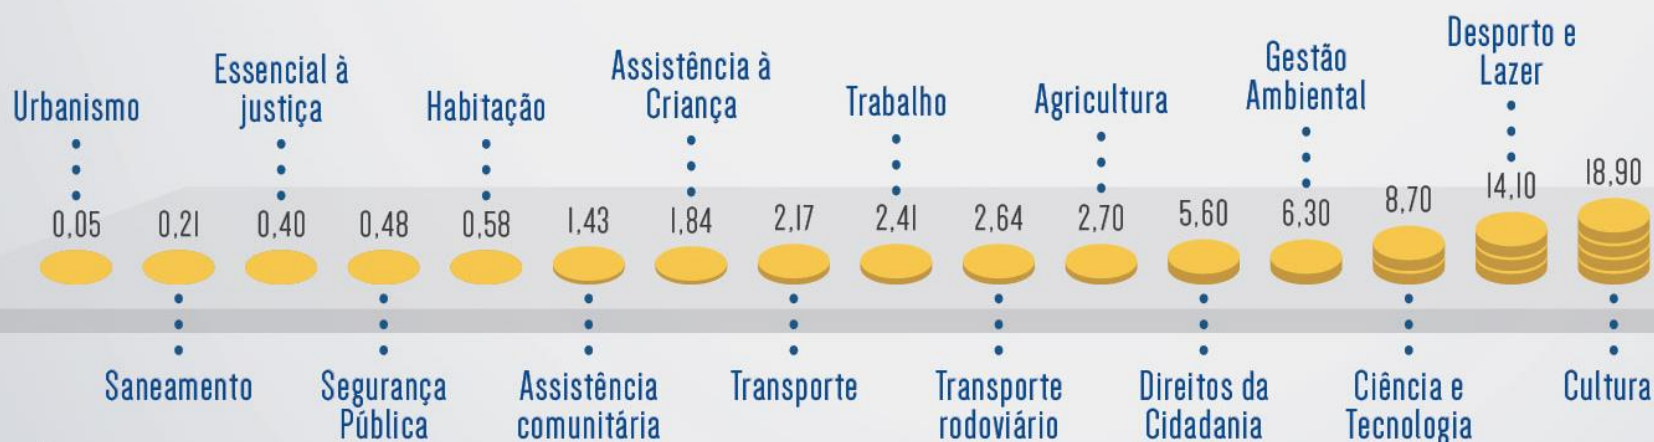 Urbanismo
0,05
0,21
Saneamento
Essencial à
justiça
0,40
0,48
Segurança
Pública
Habitação
0,58
1,43
Assistência
comunitária
Assistência à
Criança
1,84
2,17
Transporte
Trabalho
2,41
2,64
Transporte
rodoviário
Agricultura
2,70
5,60
Direitos da
Cidadania
Gestão
Ambiental
6,30
8,70
Ciência e
Tecnologia
Desporto e
Lazer
14,10
18,90
Cultura